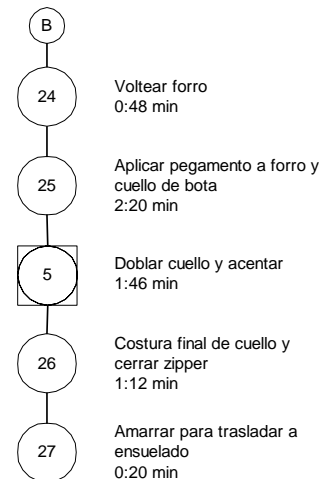 B
24
Voltear forro
0:48 min
25
Aplicar pegamento a forro y
cuello de bota
2:20 min
5
Doblar cuello y acentar
1:46 min
26
Costura final de cuello y
cerrar zipper
1:12 min
27
Amarrar para trasladar a
ensuelado
0:20 min